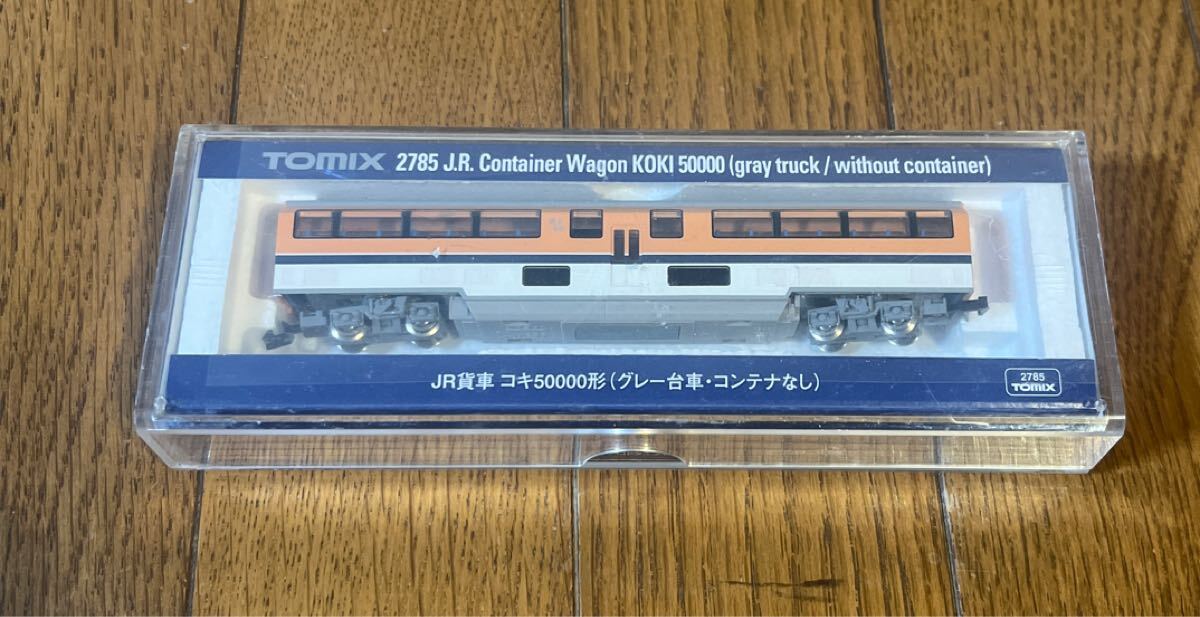 TOMIX 2785 J.R. Container Wagon KOKI 50000 (gray truck / without container)
JR貨車 コキ50000形(グレー台車・コンテナなし)
2785
TOMIX